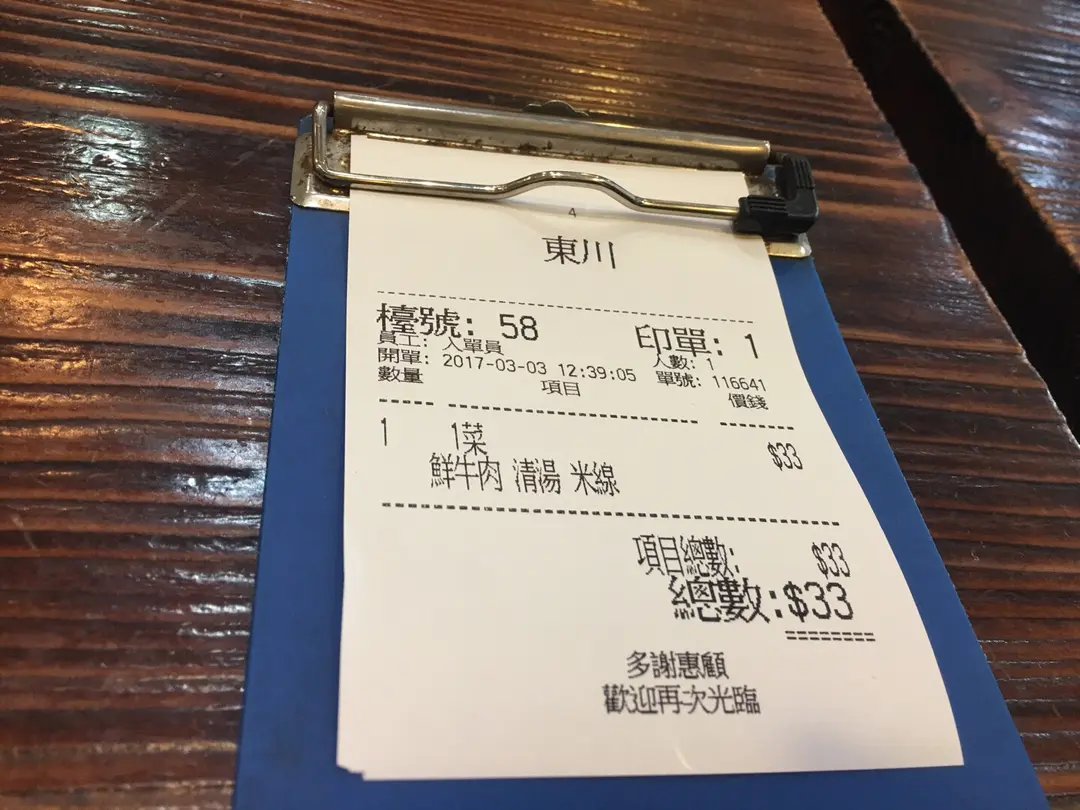 4
東川
檯號: 58 印單: 1
員工: 入單員 人數: 1
開單: 2017-03-03 12:39:05 單號: 116641
數量 項目 價錢
1 1菜 $33
鮮牛肉 清湯 米線
項目總數: $33
總數:$33
多謝惠顧
歡迎再次光臨